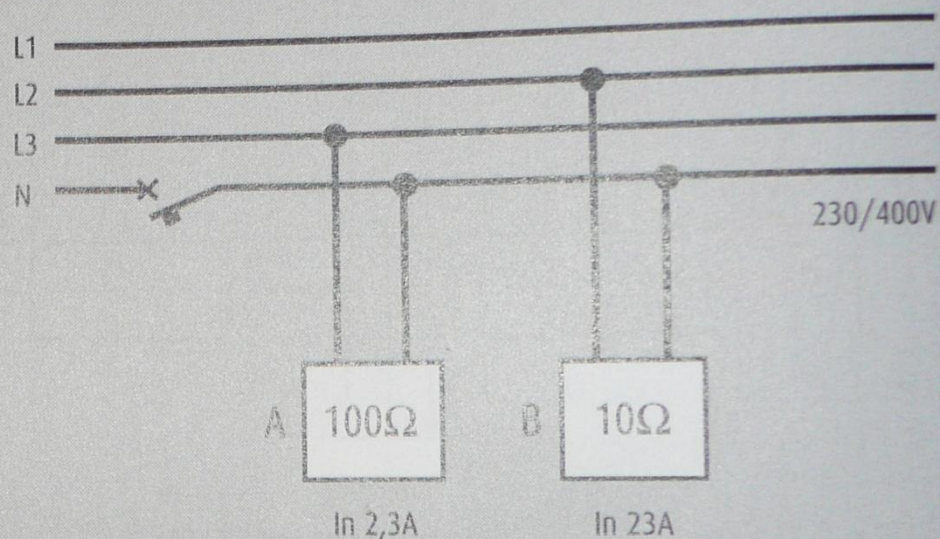 L1
L2
L3
N
230/400V
A 100Ω
B 10Ω
In 2,3A
In 23A